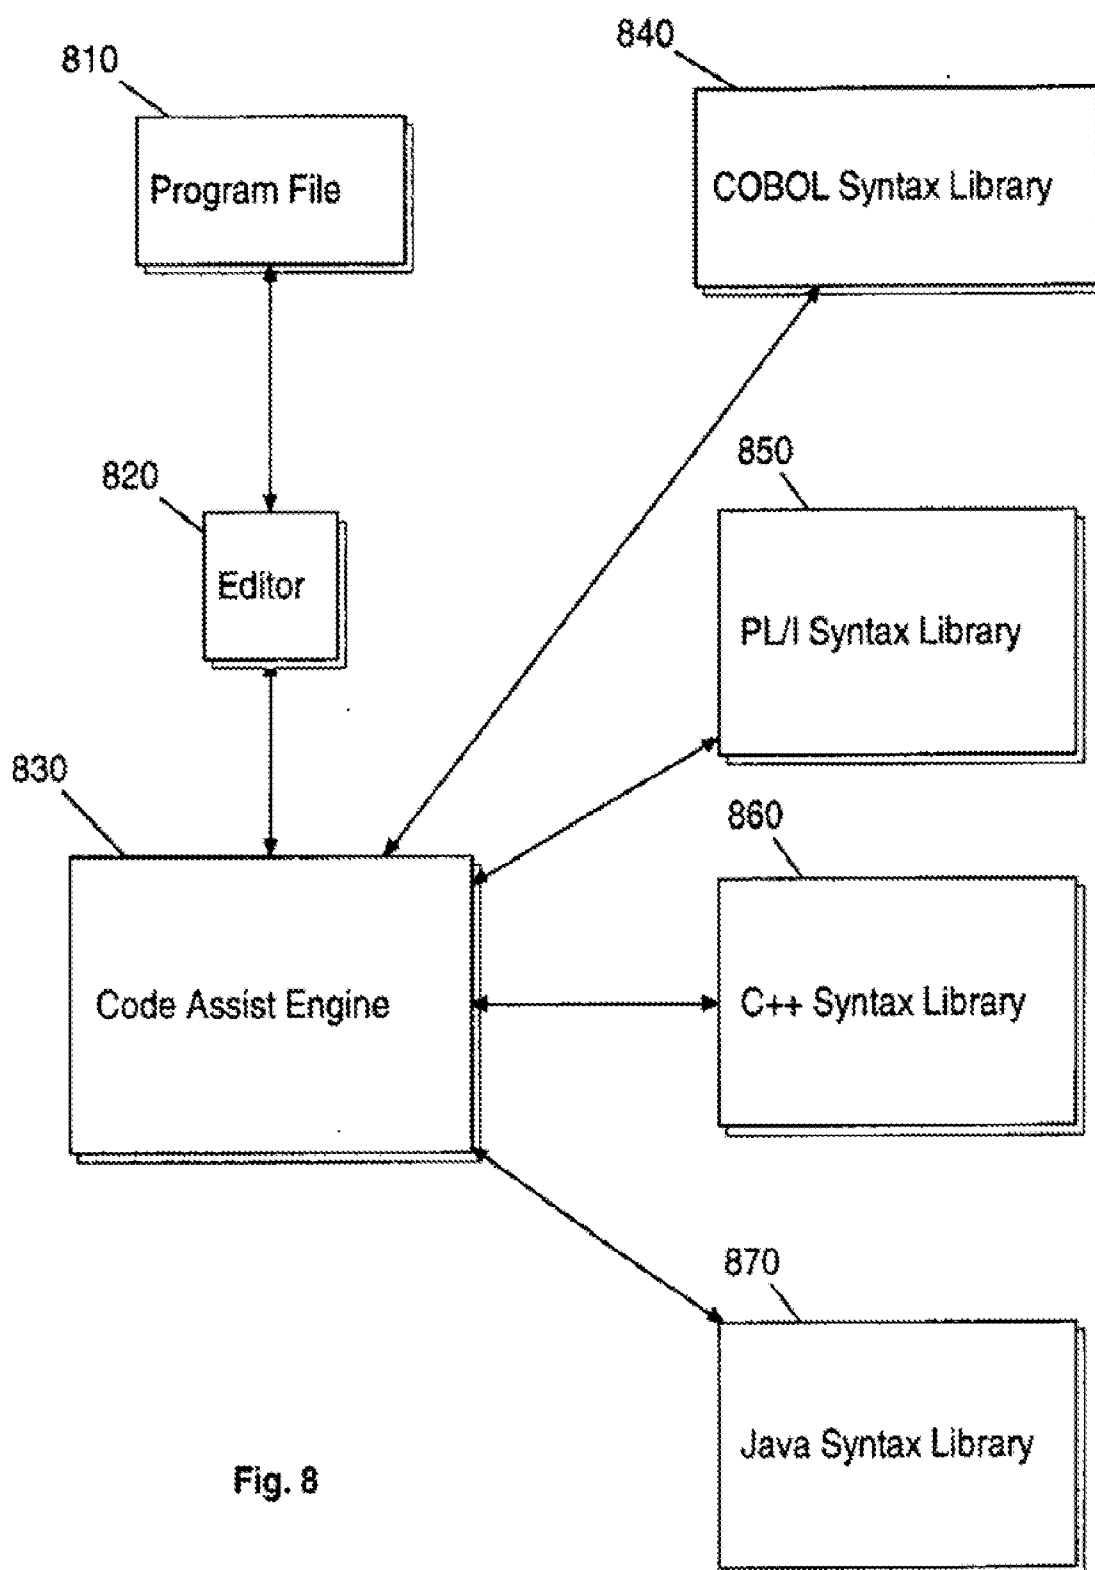 810
Program File
840
COBOL Syntax Library
820
Editor
850
PL/I Syntax Library
830
Code Assist Engine
860
C++ Syntax Library
870
Java Syntax Library
Fig. 8